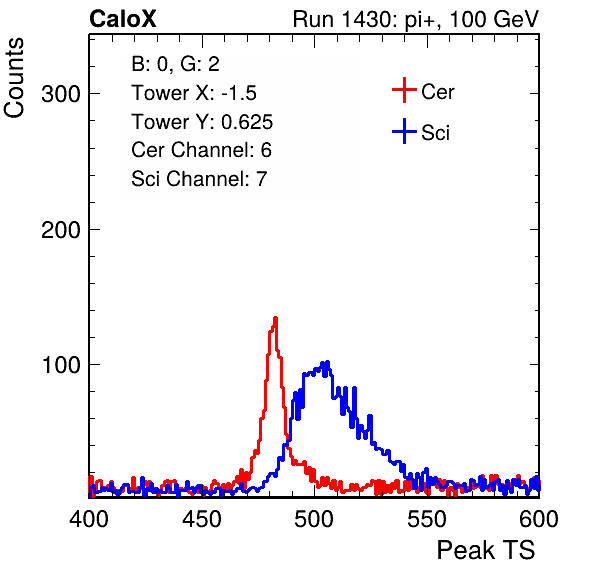 CaloX Run 1430: pi+, 100 GeV
Counts
B: 0, G: 2
Tower X: -1.5
Tower Y: 0.625
Cer Channel: 6
Sci Channel: 7
Cer
Sci
300
200
100
400 450 500 550 600
Peak TS